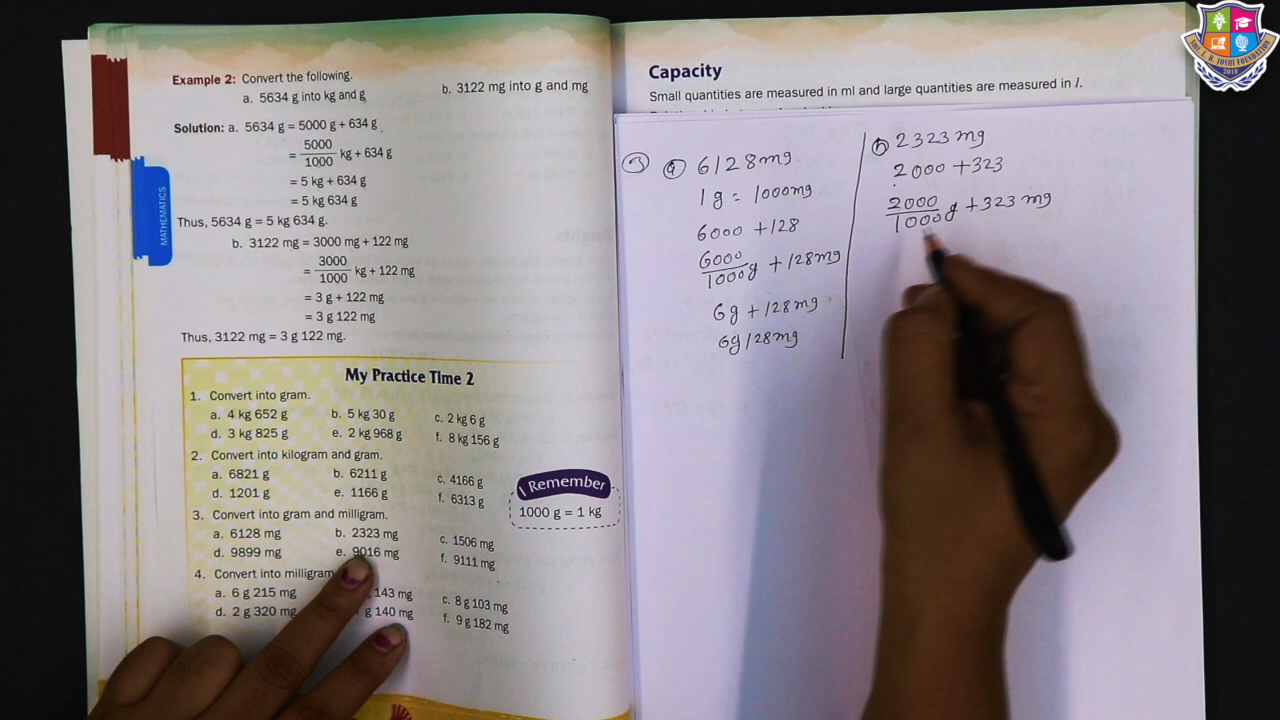 Example 2: Convert the following.
a. 5634 g into kg and g
b. 3122 mg into g and mg
Solution: a. 5634 g = 5000 g + 634 g
= 5000/1000 kg + 634 g
= 5 kg + 634 g
= 5 kg 634 g
Thus, 5634 g = 5 kg 634 g.
b. 3122 mg = 3000 mg + 122 mg
= 3000/1000 kg + 122 mg
= 3 g + 122 mg
= 3 g 122 mg
Thus, 3122 mg = 3 g 122 mg.
MATHEMATICS
My Practice Time 2
1. Convert into gram.
a. 4 kg 652 g b. 5 kg 30 g c. 2 kg 6 g
d. 3 kg 825 g e. 2 kg 968 g f. 8 kg 156 g
2. Convert into kilogram and gram.
a. 6821 g b. 6211 g c. 4166 g
d. 1201 g e. 1166 g f. 6313 g
3. Convert into gram and milligram.
a. 6128 mg b. 2323 mg c. 1506 mg
d. 9899 mg e. 9016 mg f. 9111 mg
4. Convert into milligram
a. 6 g 215 mg 143 mg c. 8 g 103 mg
d. 2 g 320 mg g 140 mg f. 9 g 182 mg
I Remember
1000 g = 1 kg
Capacity
Small quantities are measured in ml and large quantities are measured in l.
3 a 6128 mg
1 g = 1000 mg
6000 + 128
6000/1000 g + 128 mg
6 g + 128 mg
6 g 128 mg
b 2323 mg
2000 + 323
2000/1000 g + 323 mg
SHU. L. B. JOSHI FOUNDATION
2018